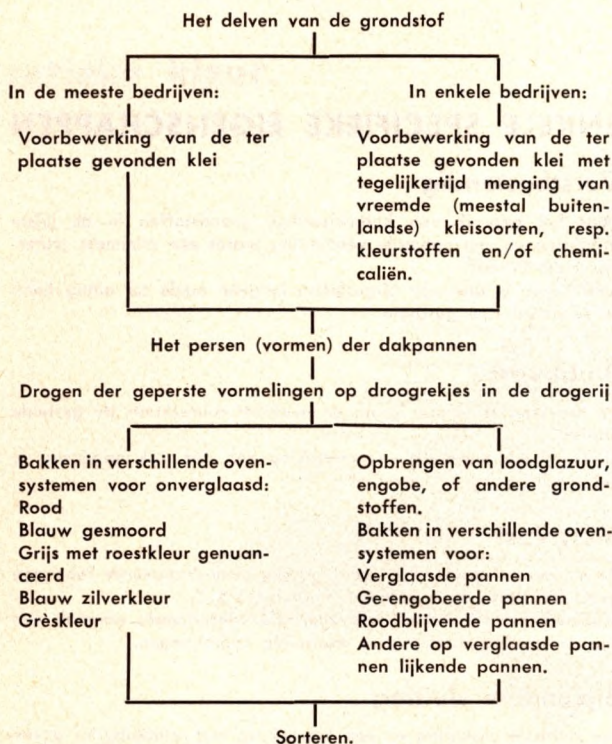 Het delven van de grondstof
In de meeste bedrijven:
Voorbewerking van de ter
plaatse gevonden klei
In enkele bedrijven:
Voorbewerking van de ter
plaatse gevonden klei met
tegelijkertijd menging van
vreemde (meestal buiten-
landse) kleisoorten, resp.
kleurstoffen en/of chemi-
caliën.
Het persen (vormen) der dakpannen
Drogen der geperste vormelingen op droogrekjes in de drogerij
Bakken in verschillende oven-
systemen voor onverglaasd:
Rood
Blauw gesmoord
Grijs met roestkleur genuan-
ceerd
Blauw zilverkleur
Grèskleur
Opbrengen van loodglazuur,
engobe, of andere grond-
stoffen.
Bakken in verschillende oven-
systemen voor:
Verglaasde pannen
Ge-engobeerde pannen
Roodblijvende pannen
Andere op verglaasde pan-
nen lijkende pannen.
Sorteren.